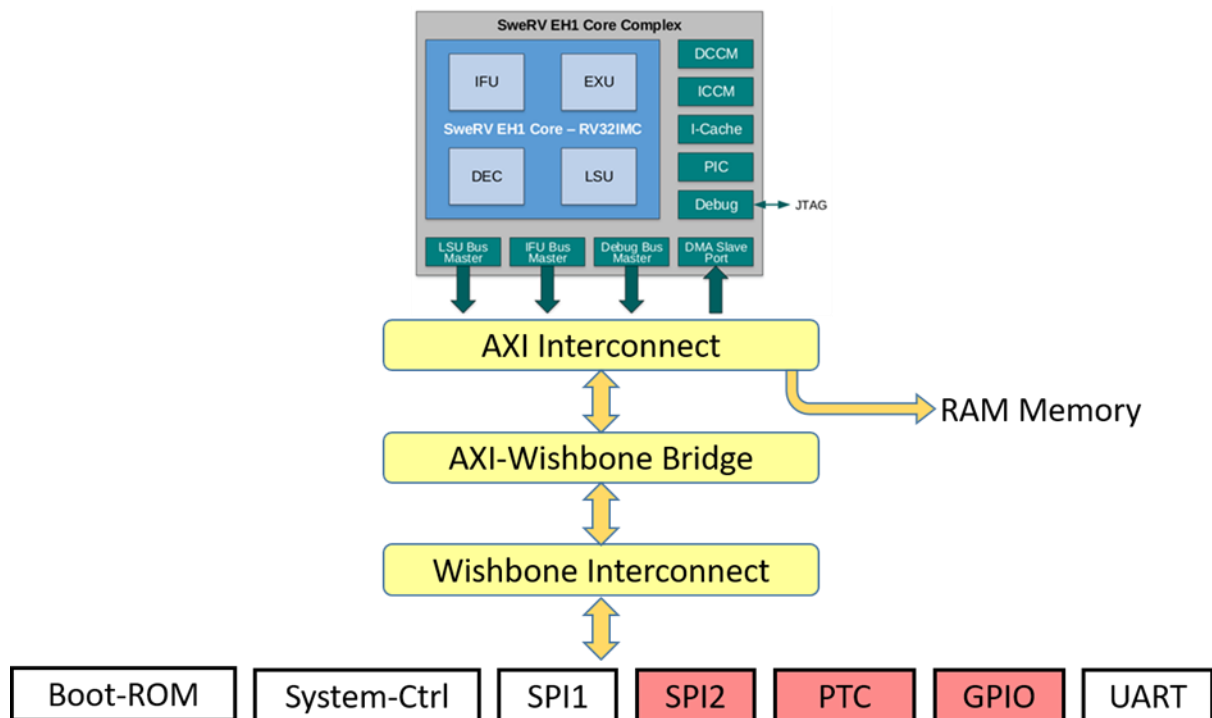 SweRV EH1 Core Complex
IFU
EXU
SweRV EH1 Core – RV32IMC
DEC
LSU
DCCM
ICCM
I-Cache
PIC
Debug
JTAG
LSU Bus
Master
IFU Bus
Master
Debug Bus
Master
DMA Slave
Port
AXI Interconnect
RAM Memory
AXI-Wishbone Bridge
Wishbone Interconnect
Boot-ROM
System-Ctrl
SPI1
SPI2
PTC
GPIO
UART